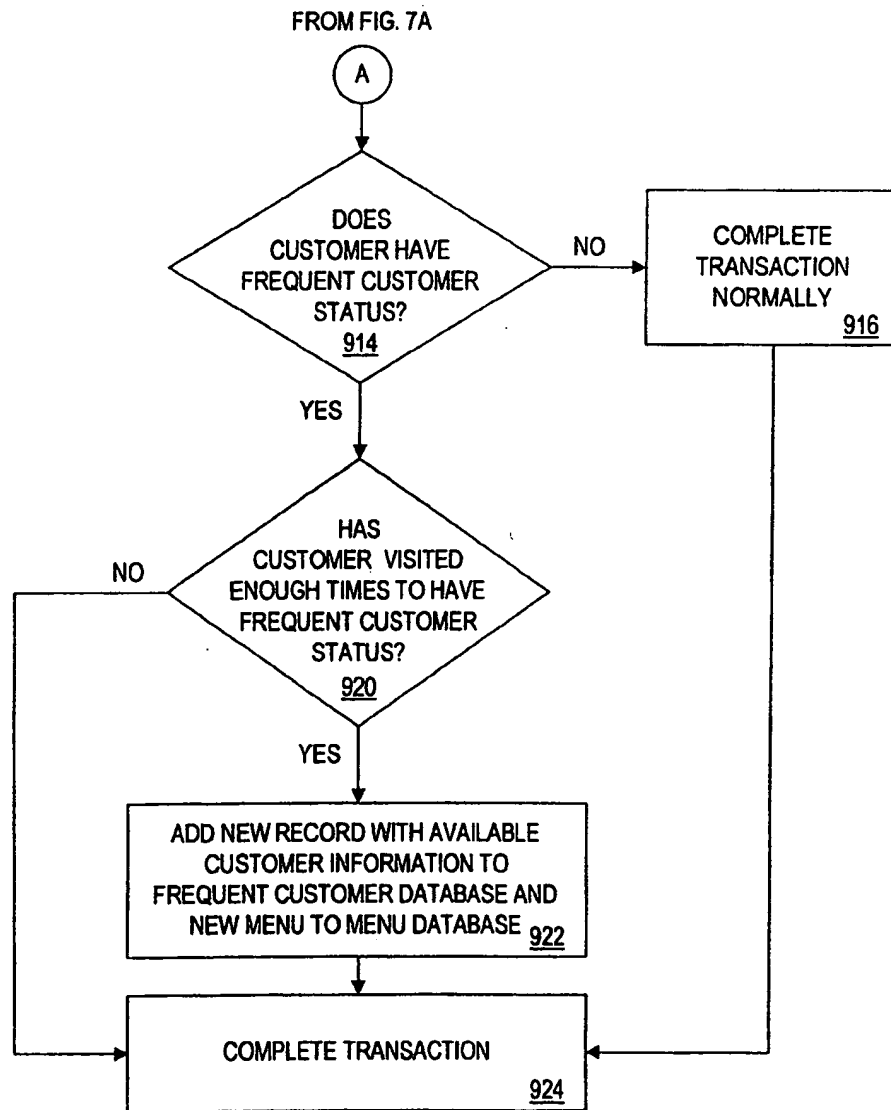 FROM FIG. 7A
A
DOES
CUSTOMER HAVE
FREQUENT CUSTOMER
STATUS?
914
NO
COMPLETE
TRANSACTION
NORMALLY
916
YES
HAS
CUSTOMER VISITED
ENOUGH TIMES TO HAVE
FREQUENT CUSTOMER
STATUS?
920
NO
YES
ADD NEW RECORD WITH AVAILABLE
CUSTOMER INFORMATION TO
FREQUENT CUSTOMER DATABASE AND
NEW MENU TO MENU DATABASE
922
COMPLETE TRANSACTION
924